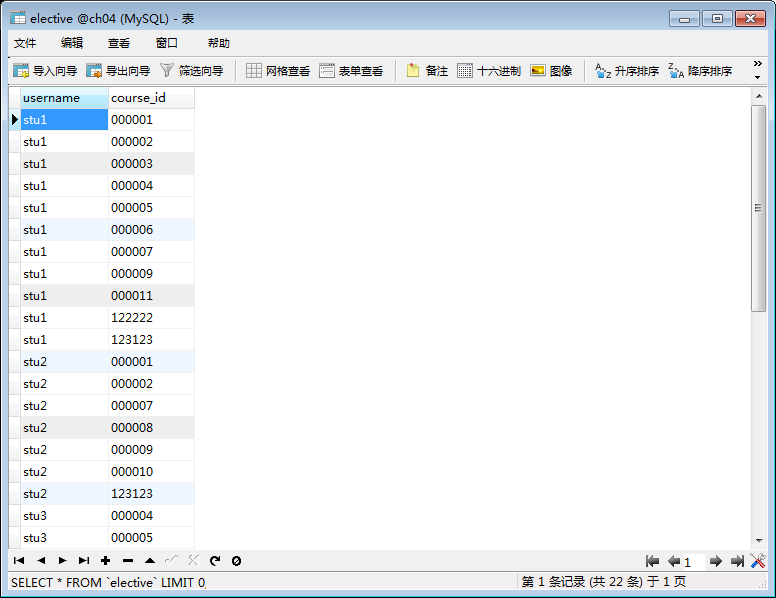 elective @ch04 (MySQL) - 表
文件 编辑 查看 窗口 帮助
导入向导 导出向导 筛选向导 网格查看 表单查看 备注 十六进制 图像 升序排序 降序排序
username course_id
stu1 000001
stu1 000002
stu1 000003
stu1 000004
stu1 000005
stu1 000006
stu1 000007
stu1 000009
stu1 000011
stu1 122222
stu1 123123
stu2 000001
stu2 000002
stu2 000007
stu2 000008
stu2 000009
stu2 000010
stu2 123123
stu3 000004
stu3 000005
1
SELECT * FROM `elective` LIMIT 0, 第 1 条记录 (共 22 条) 于 1 页